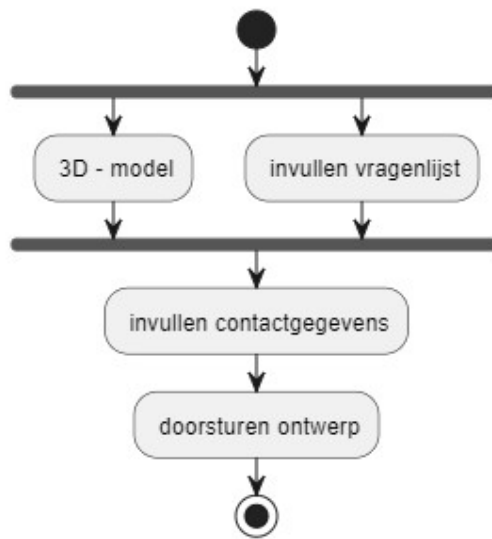 3D - model
invullen vragenlijst
invullen contactgegevens
doorsturen ontwerp